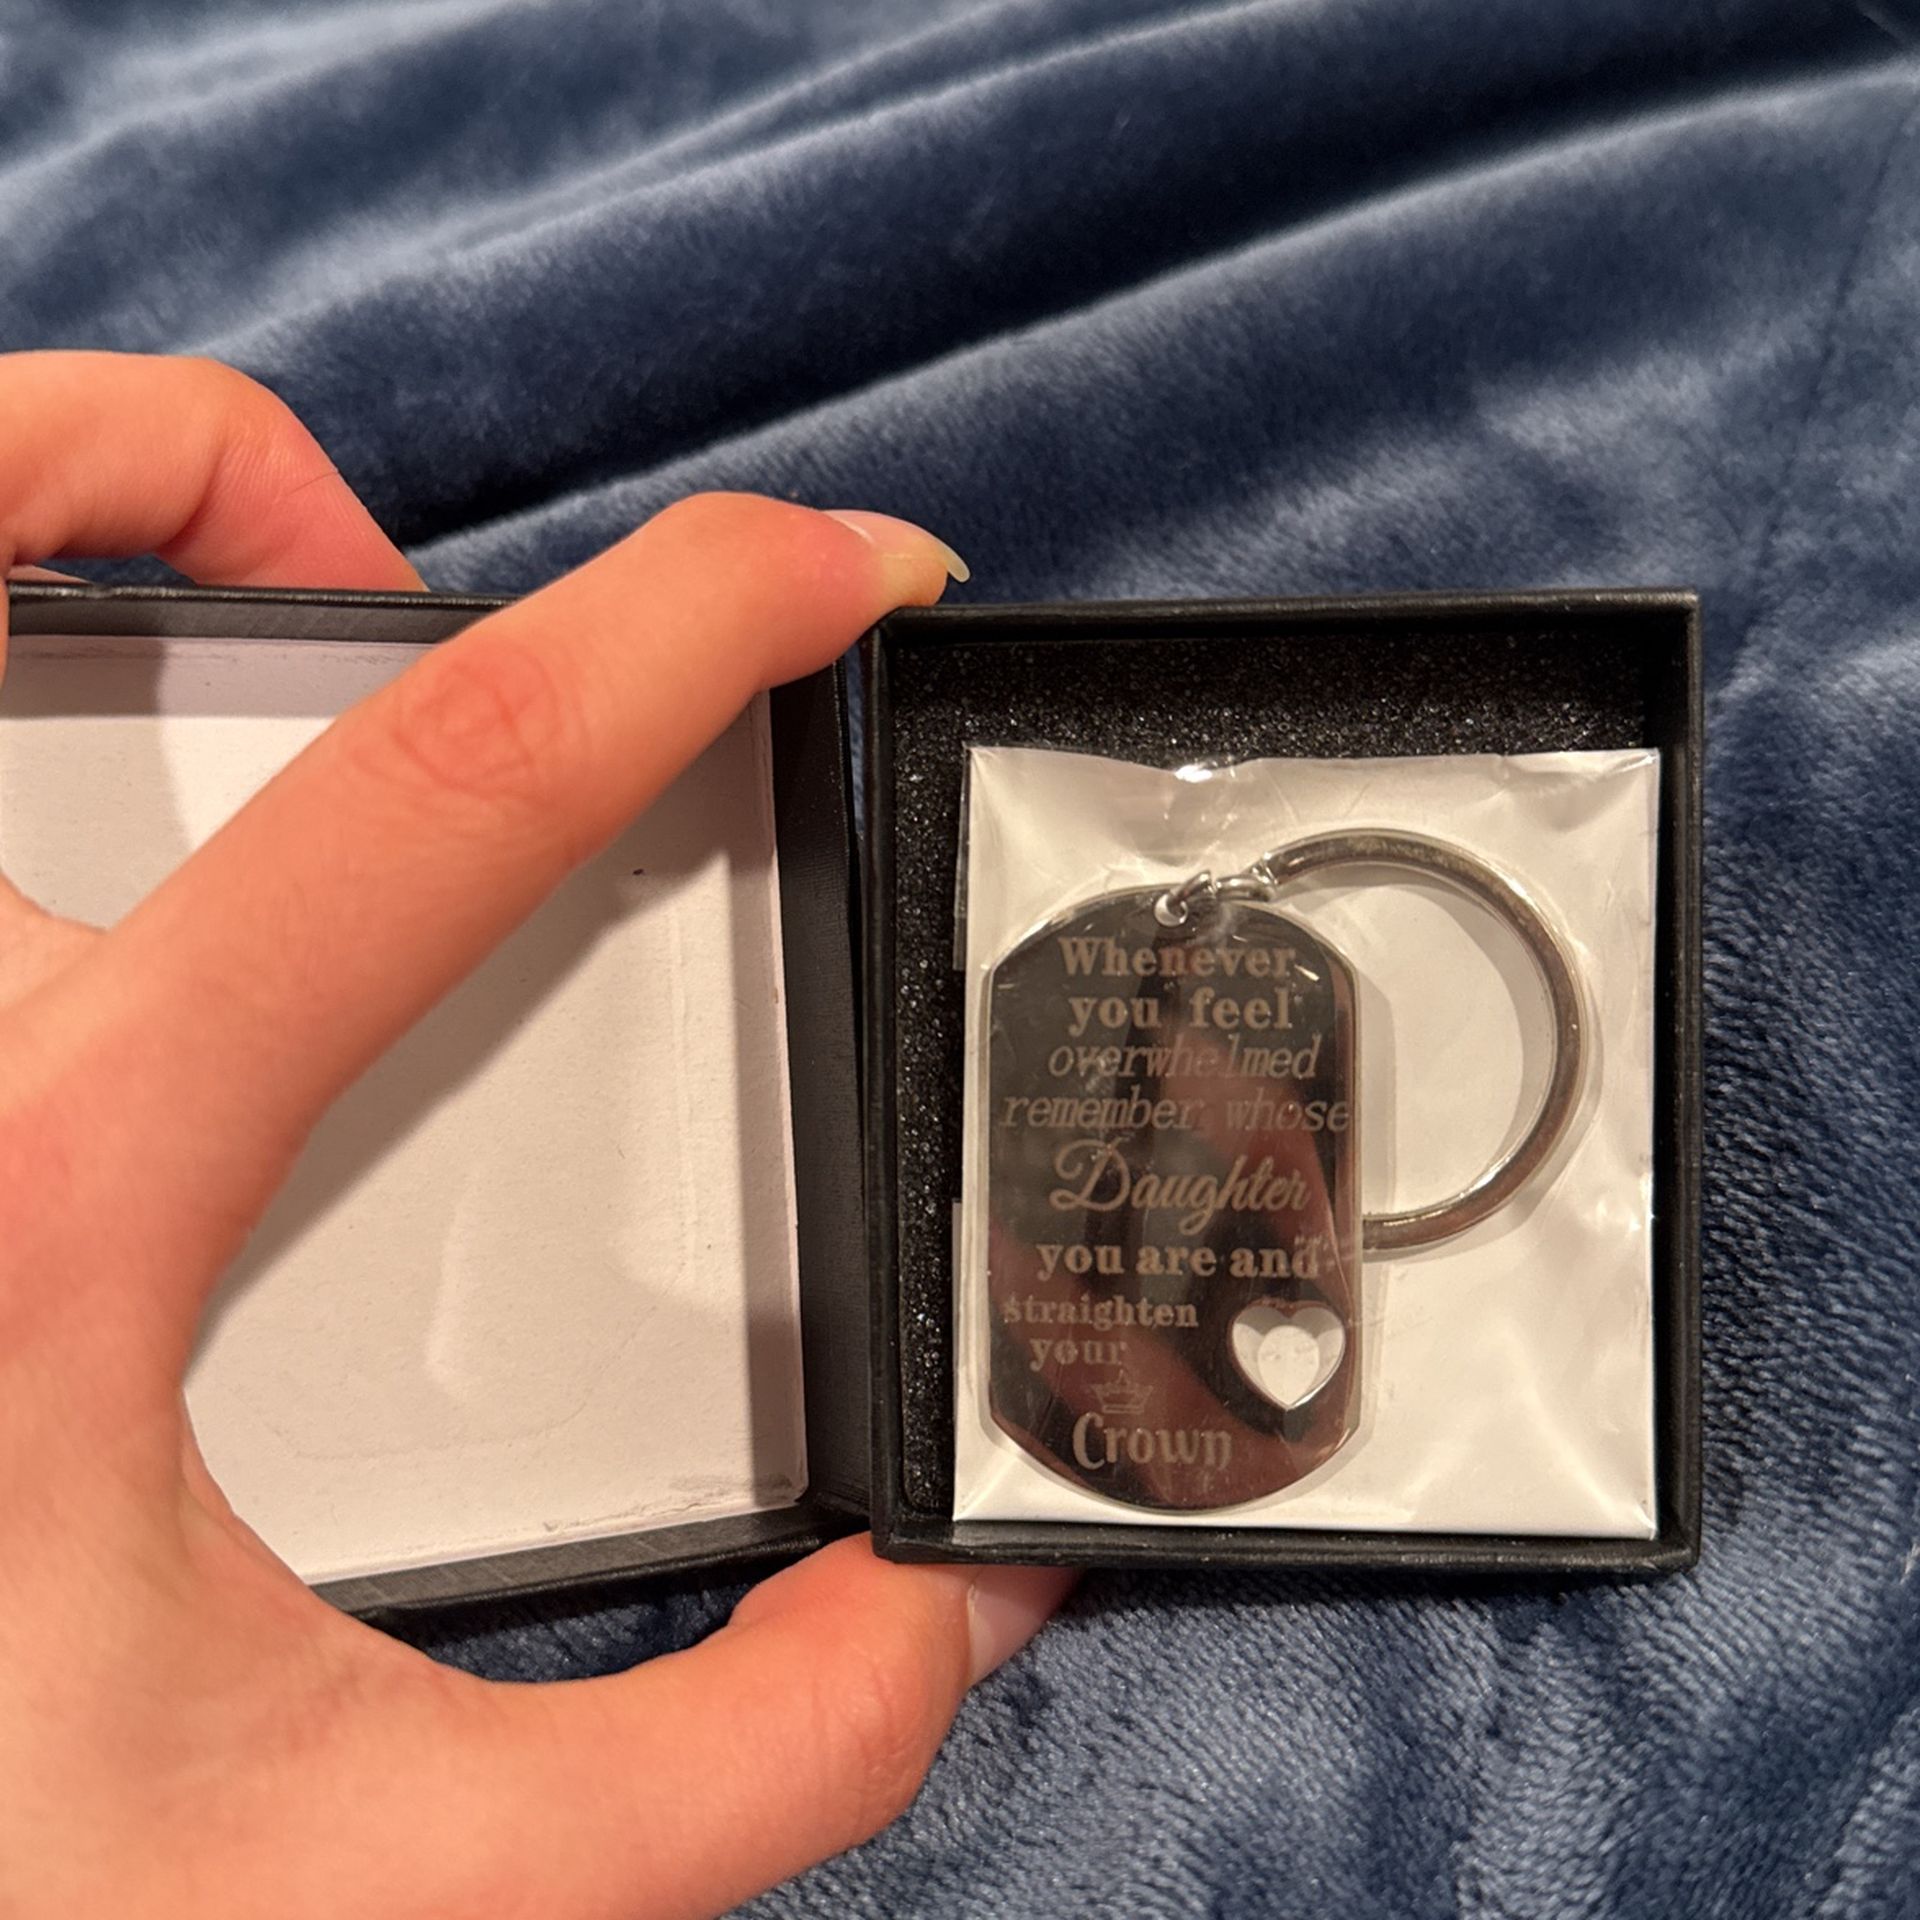 Whenever
you feel
overwhelmed
remember whose
Daughter
you are and
straighten
your
Crown